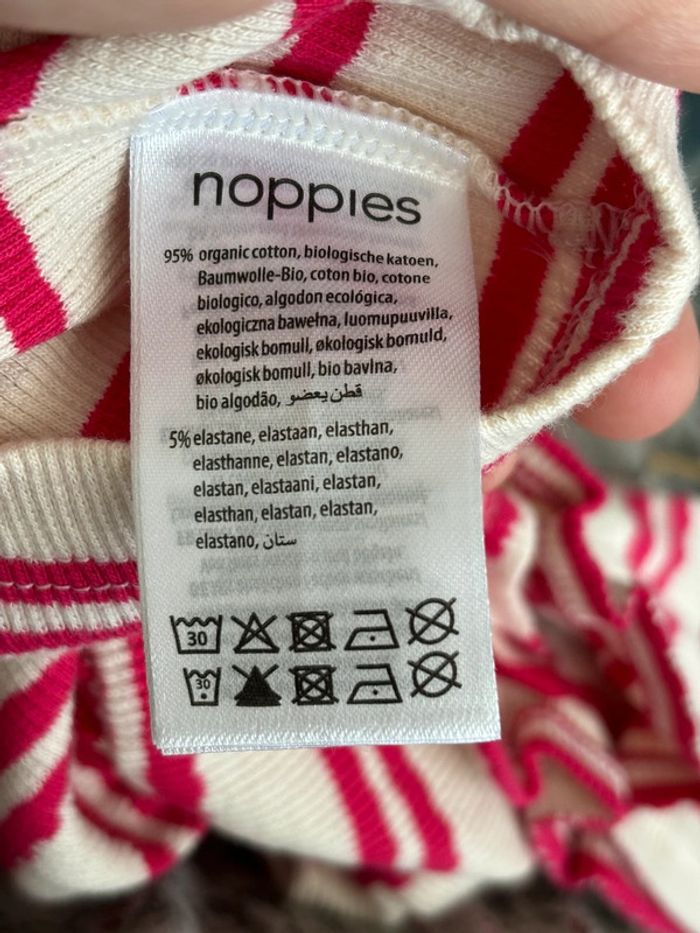 noppies
95% organic cotton, biologische katoen,
Baumwolle-Bio, coton bio, cotone
biologico, algodon ecológica,
ekologiczna bawełna, luomupuuvilla,
ekologisk bomull, økologisk bomuld,
økologisk bomull, bio bavlna,
bio algodão, قطن يعضو
5% elastane, elastaan, elasthan,
elasthanne, elastan, elastano,
elastan, elastaani, elastan,
elasthan, elastan, elastan,
elastano, ستان
30
30